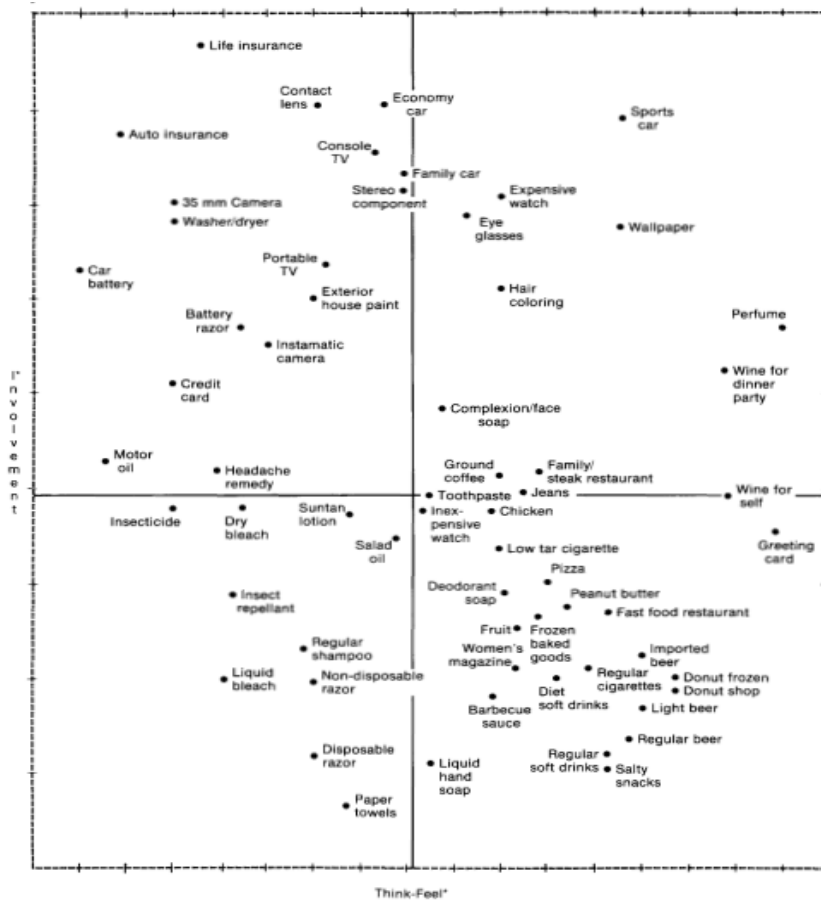 Life insurance
Contact
lens
Economy
car
Sports
car
Auto insurance
Console
TV
Family car
Stereo
component
35 mm Camera
Expensive
watch
Washer/dryer
Eye
glasses
Wallpaper
Portable
TV
Car
battery
Exterior
house paint
Hair
coloring
Battery
razor
Perfume
Instamatic
camera
Wine for
dinner
party
Credit
card
Complexion/face
soap
Motor
oil
Headache
remedy
Ground
coffee
Family/
steak restaurant
Toothpaste
Jeans
Wine for
self
Insecticide
Dry
bleach
Suntan
lotion
Inex-
pensive
watch
Chicken
Salad
oil
Low tar cigarette
Greeting
card
Pizza
Insect
repellant
Deodorant
soap
Peanut butter
Fast food restaurant
Fruit
Frozen
baked
goods
Regular
shampoo
Women's
magazine
Imported
beer
Regular
cigarettes
Liquid
bleach
Non-disposable
razor
Diet
soft drinks
Donut frozen
Donut shop
Barbecue
sauce
Light beer
Regular beer
Disposable
razor
Liquid
hand
soap
Regular
soft drinks
Salty
snacks
Paper
towels
Involvement*
Think-Feel*